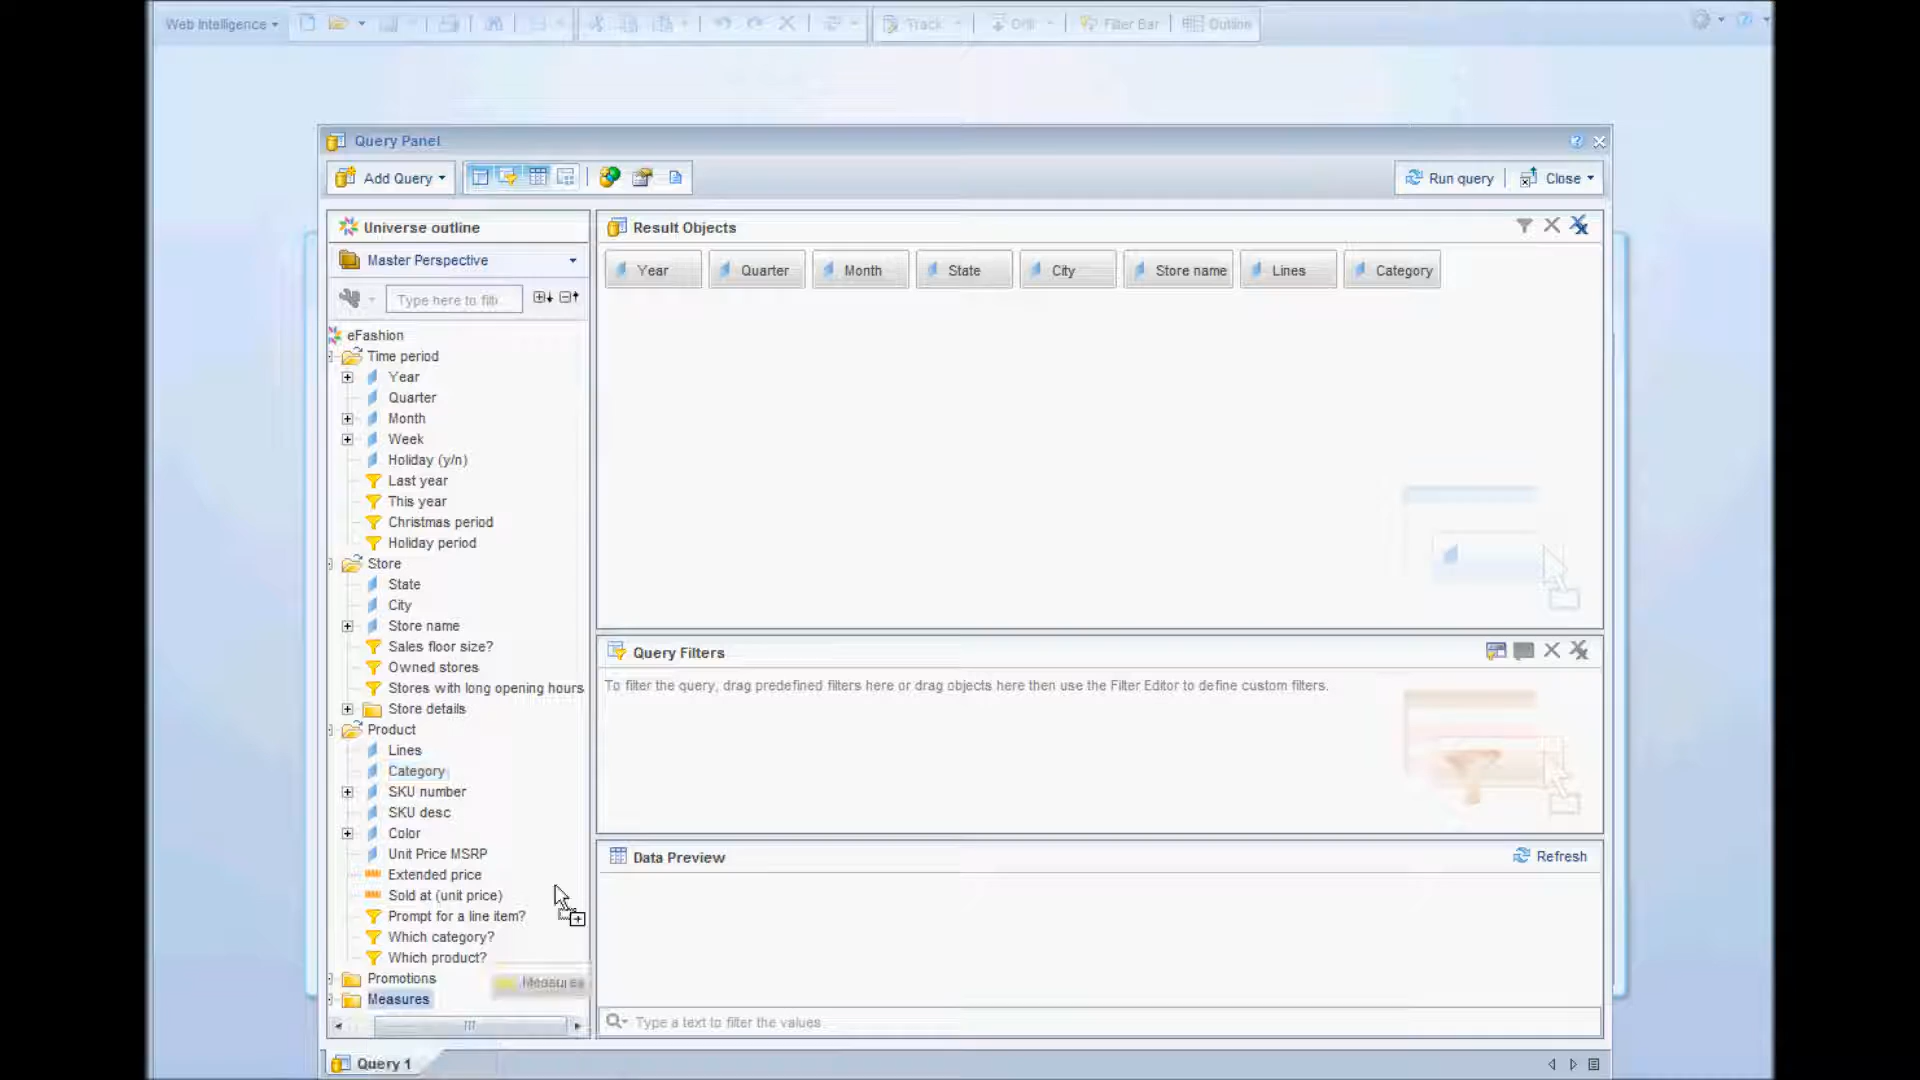 Web Intelligence
Track
Drill
Filter Bar
Outline
Query Panel
Add Query
Run query
Close
Universe outline
Master Perspective
Type here to filt
eFashion
Time period
Year
Quarter
Month
Week
Holiday (y/n)
Last year
This year
Christmas period
Holiday period
Store
State
City
Store name
Sales floor size?
Owned stores
Stores with long opening hours
Store details
Product
Lines
Category
SKU number
SKU desc
Color
Unit Price MSRP
Extended price
Sold at (unit price)
Prompt for a line item?
Which category?
Which product?
Promotions
Measures
Measures
Result Objects
Year Quarter Month State City Store name Lines Category
Query Filters
To filter the query, drag predefined filters here or drag objects here then use the Filter Editor to define custom filters.
Data Preview
Refresh
Type a text to filter the values
Query 1